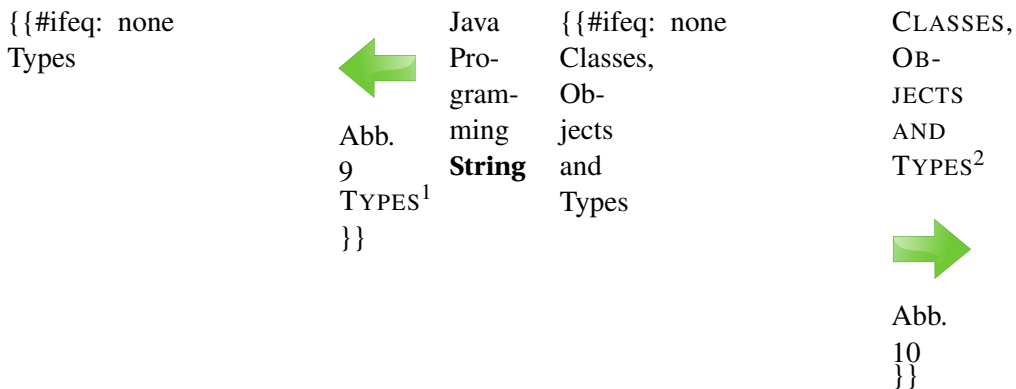 {{#ifeq: none
Types
Abb.
9
TYPES1
}}
Java
Pro-
gram-
ming
String
{{#ifeq: none
Classes,
Ob-
jects
and
Types
CLASSES,
OB-
JECTS
AND
TYPES2
Abb.
10
}}